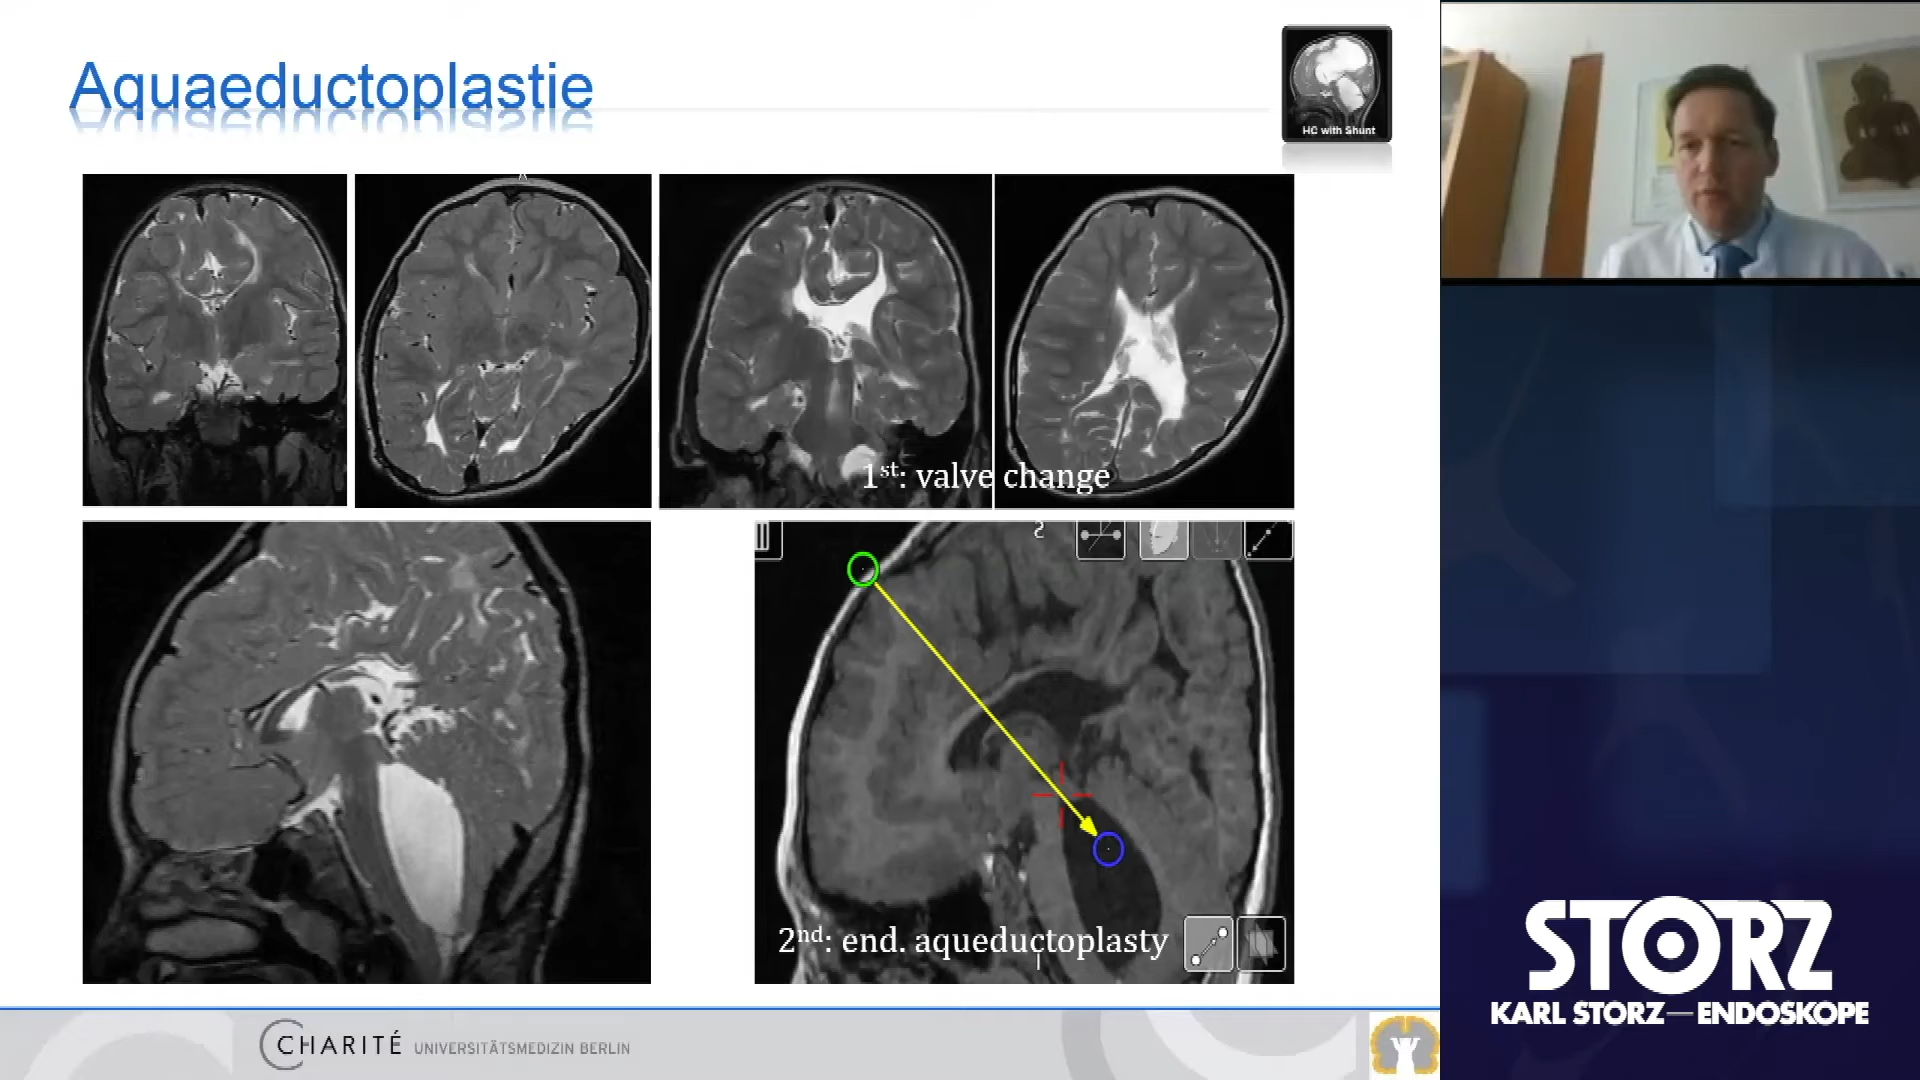 Aquaeductoplastie
HC with Shunt
1st: valve change
2nd: end. aqueductoplasty
CHARITÉ UNIVERSITÄTSMEDIZIN BERLIN
STORZ
KARL STORZ—ENDOSKOPE